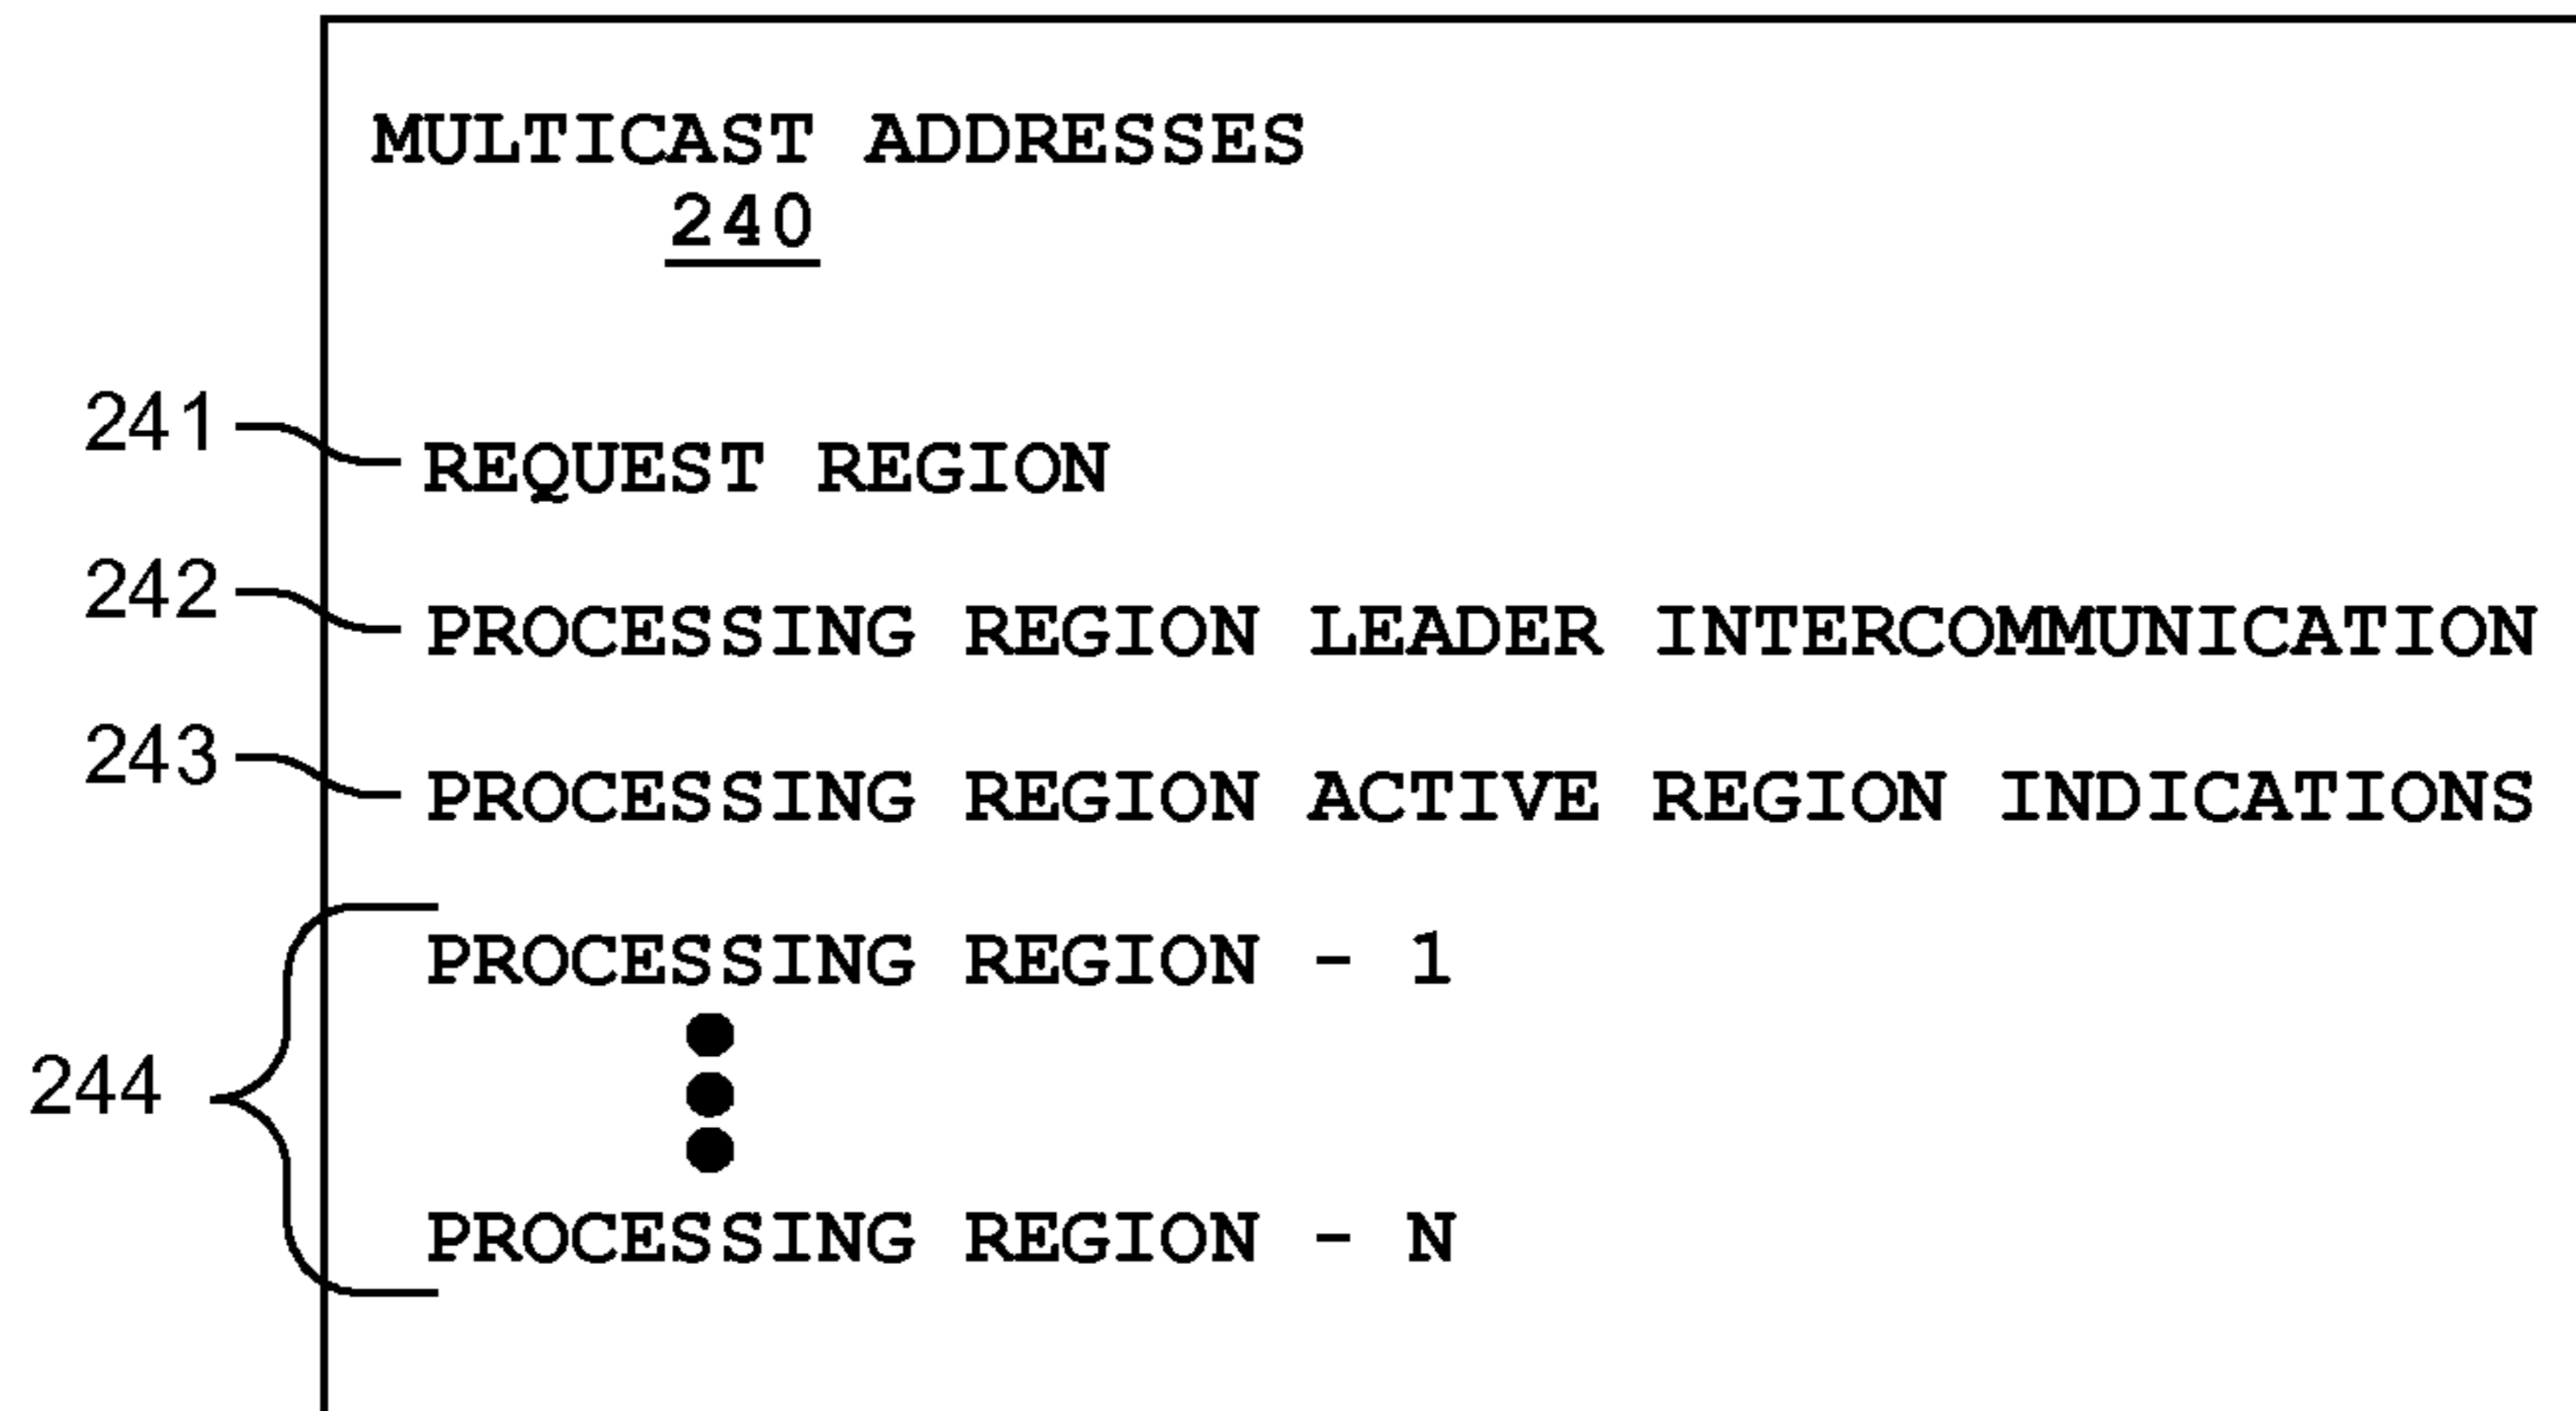 MULTICAST ADDRESSES
240
241 REQUEST REGION
242 PROCESSING REGION LEADER INTERCOMMUNICATION
243 PROCESSING REGION ACTIVE REGION INDICATIONS
PROCESSING REGION - 1
244
PROCESSING REGION - N